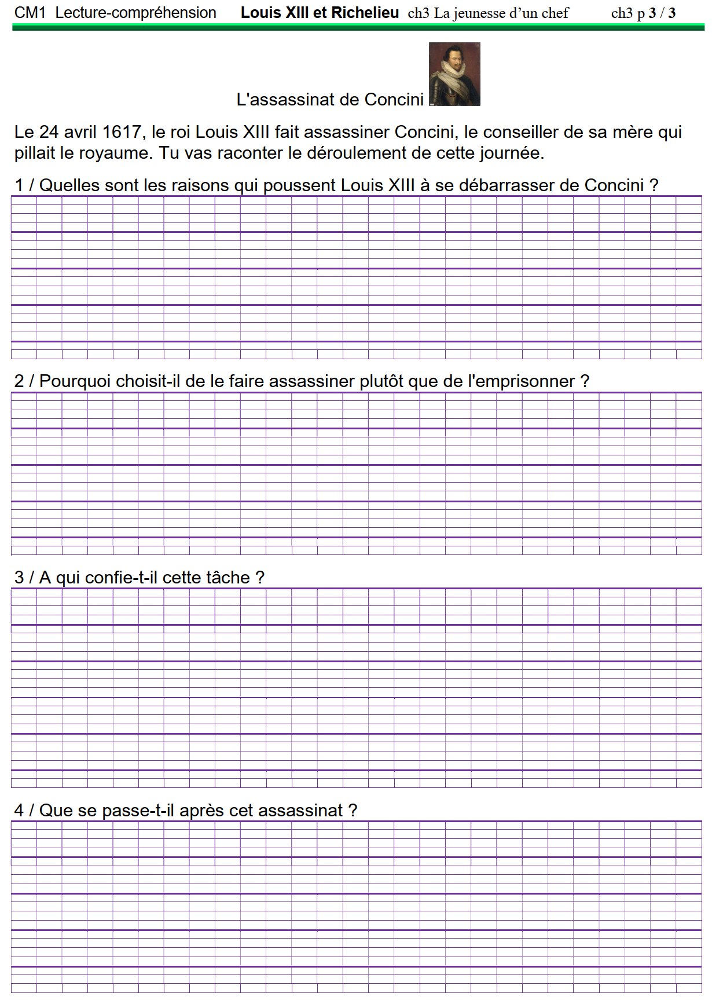 CM1 Lecture-compréhension Louis XIII et Richelieu ch3 La jeunesse d’un chef ch3 p 3 / 3
L'assassinat de Concini
Le 24 avril 1617, le roi Louis XIII fait assassiner Concini, le conseiller de sa mère qui
pillait le royaume. Tu vas raconter le déroulement de cette journée.
1 / Quelles sont les raisons qui poussent Louis XIII à se débarrasser de Concini ?
2 / Pourquoi choisit-il de le faire assassiner plutôt que de l'emprisonner ?
3 / A qui confie-t-il cette tâche ?
4 / Que se passe-t-il après cet assassinat ?